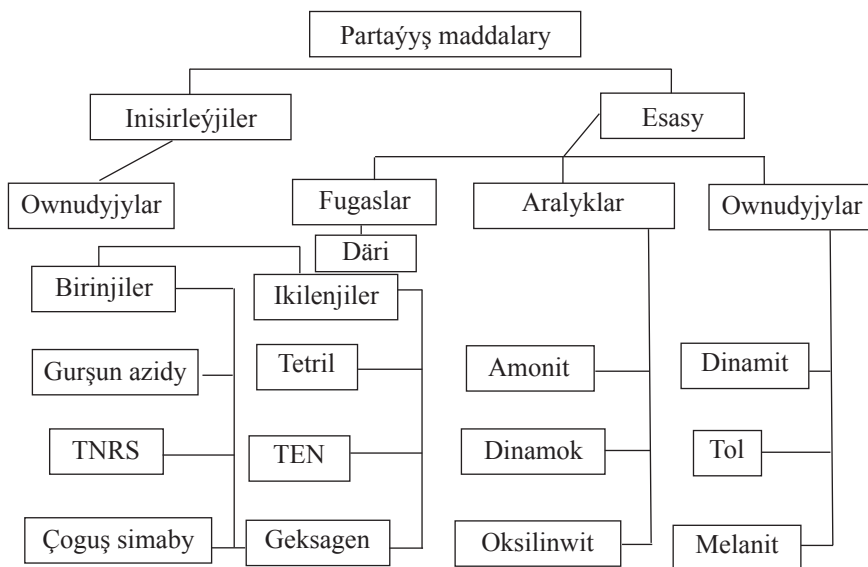 Partaýyş maddalary
Inisirleýjiler
Esasy
Ownudyjylar
Fugaslar
Aralyklar
Ownudyjylar
Däri
Birinjiler
Ikilenjiler
Gurşun azidy
Tetril
Amonit
Dinamit
TNRS
TEN
Dinamok
Tol
Çoguş simaby
Geksagen
Oksilinwit
Melanit